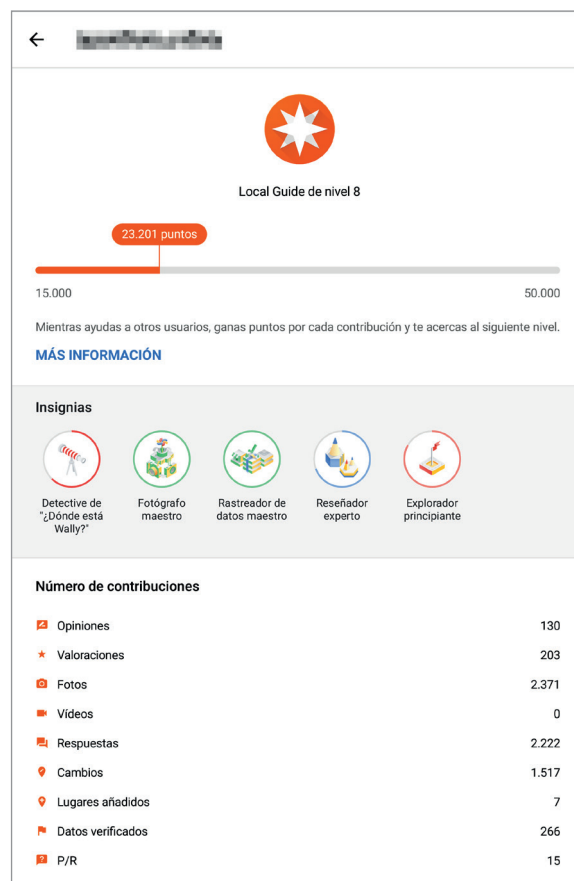 Local Guide de nivel 8
23.201 puntos
15.000
50.000
Mientras ayudas a otros usuarios, ganas puntos por cada contribución y te acercas al siguiente nivel.
MÁS INFORMACIÓN
Insignias
Detective de
"¿Dónde está
Wally?"
Fotógrafo
maestro
Rastreador de
datos maestro
Reseñador
experto
Explorador
principiante
Número de contribuciones
Opiniones 130
Valoraciones 203
Fotos 2.371
Vídeos 0
Respuestas 2.222
Cambios 1.517
Lugares añadidos 7
Datos verificados 266
P/R 15